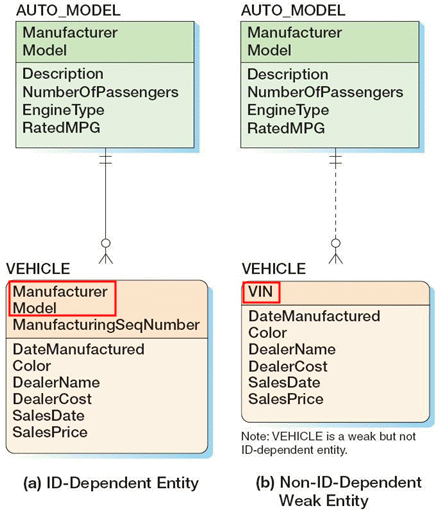 AUTO_MODEL
Manufacturer
Model
Description
NumberOfPassengers
EngineType
RatedMPG
VEHICLE
Manufacturer
Model
ManufacturingSeqNumber
DateManufactured
Color
DealerName
DealerCost
SalesDate
SalesPrice
(a) ID-Dependent Entity
AUTO_MODEL
Manufacturer
Model
Description
NumberOfPassengers
EngineType
RatedMPG
VEHICLE
VIN
DateManufactured
Color
DealerName
DealerCost
SalesDate
SalesPrice
Note: VEHICLE is a weak but not
ID-dependent entity.
(b) Non-ID-Dependent
Weak Entity